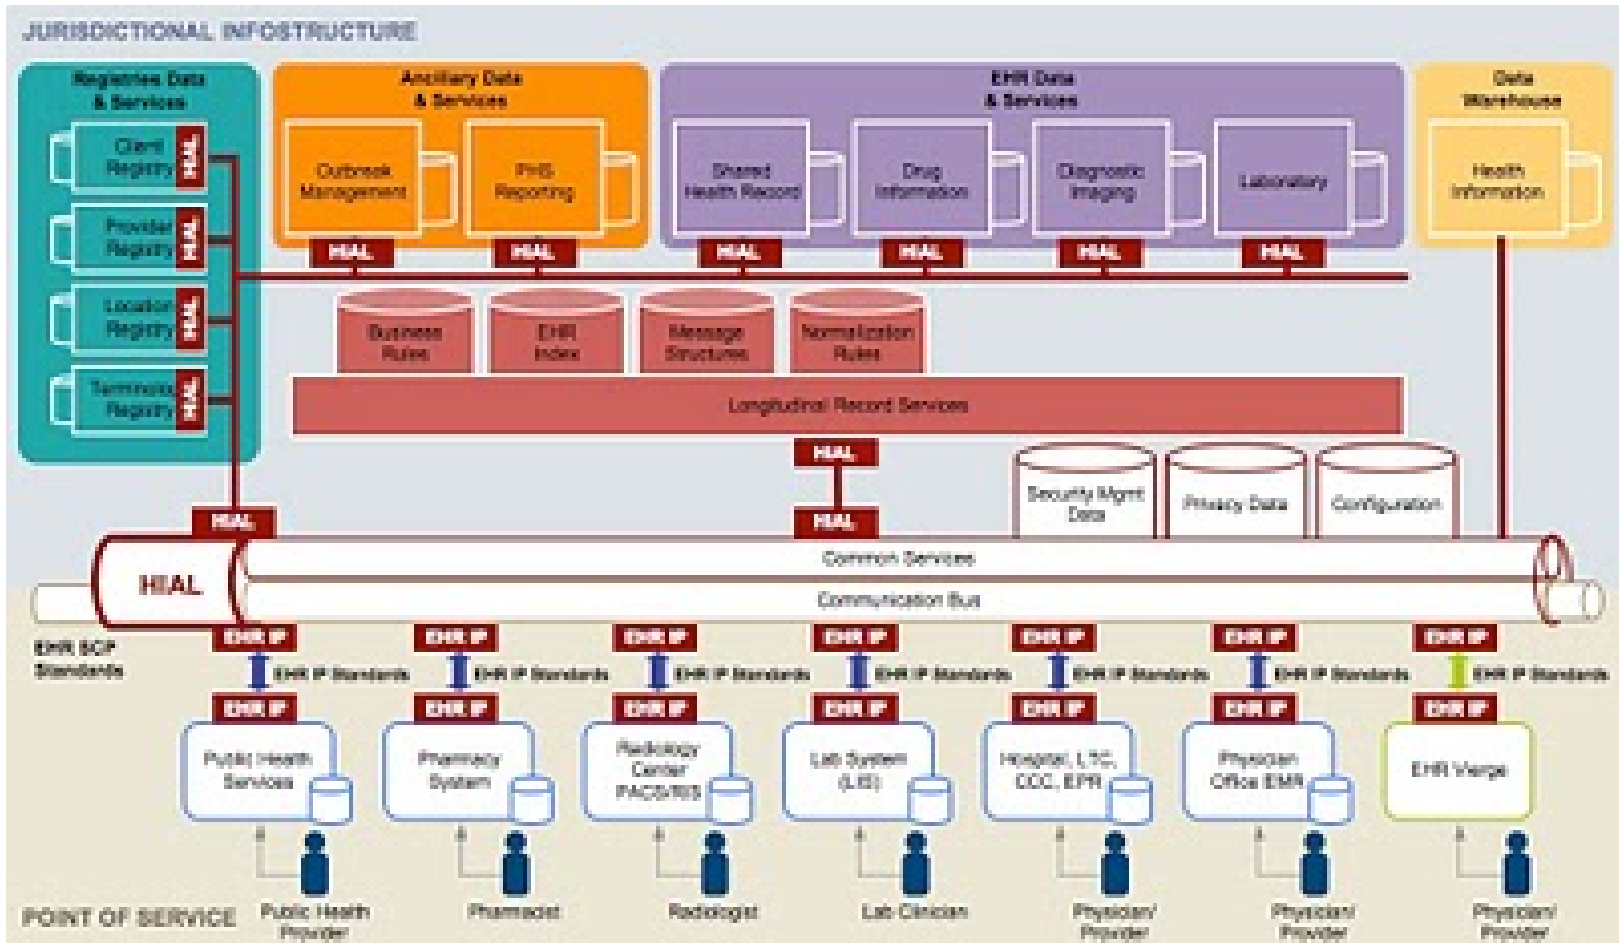 JURISDICTIONAL INFOSTRUCTURE
Registries Data
& Services
Client
Registry
HIAL
Provider
Registry
HIAL
Location
Registry
HIAL
Terminology
Registry
HIAL
Ancillary Data
& Services
Outbreak
Management
PHS
Reporting
HIAL
HIAL
EHR Data
& Services
Shared
Health Record
Drug
Information
Diagnostic
Imaging
Laboratory
HIAL
HIAL
HIAL
HIAL
Data
Warehouse
Health
Information
Business
Rules
EHR
Index
Message
Structures
Normalization
Rules
Longitudinal Record Services
HIAL
HIAL
HIAL
Security Mgmt
Data
Privacy Data
Configuration
HIAL
Common Services
Communication Bus
EHR SCP
Standards
EHR IP
EHR IP
EHR IP
EHR IP
EHR IP
EHR IP
EHR IP
EHR IP Standards
EHR IP Standards
EHR IP Standards
EHR IP Standards
EHR IP Standards
EHR IP Standards
EHR IP Standards
EHR IP
EHR IP
EHR IP
EHR IP
EHR IP
EHR IP
EHR IP
Public Health
Services
Pharmacy
System
Radiology
Center
PACS/RIS
Lab System
(LIS)
Hospital, LTC,
CCC, EPR
Physician
Office EMR
EHR
POINT OF SERVICE
Public Health
Provider
Pharmacist
Radiologist
Lab Clinician
Physician/
Provider
Physician/
Provider
Physician/
Provider